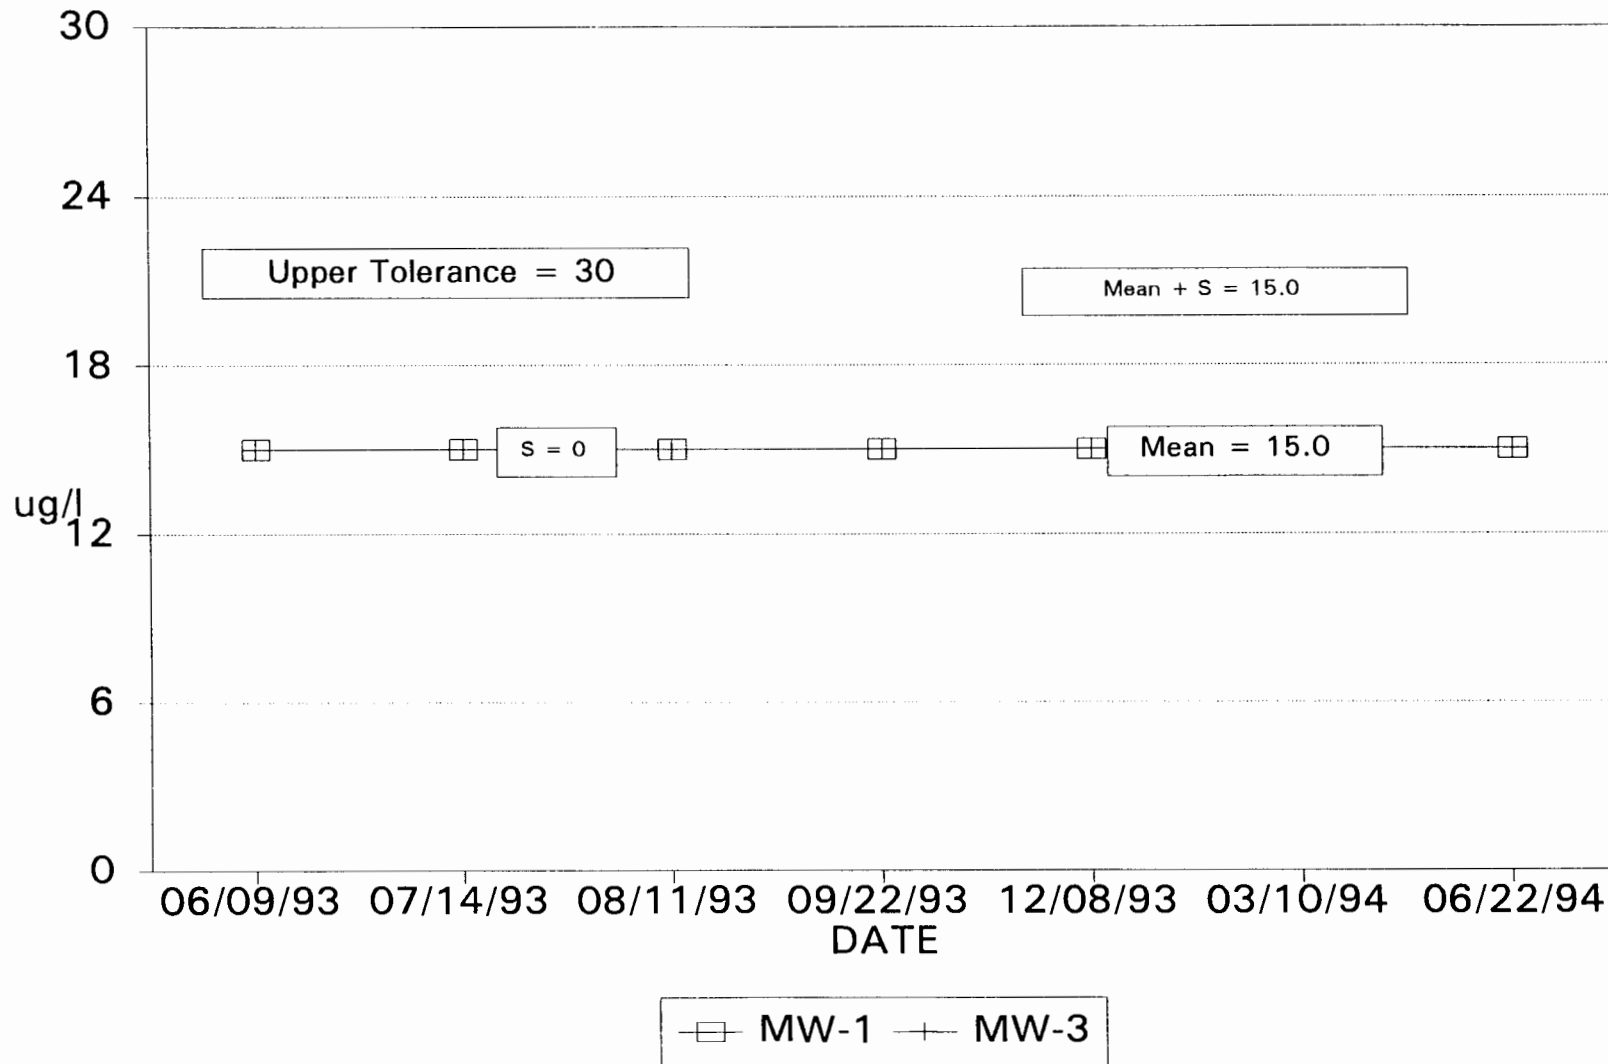 30
24
Upper Tolerance = 30
Mean + S = 15.0
18
S = 0
Mean = 15.0
ug/l
12
6
0
06/09/93 07/14/93 08/11/93 09/22/93 12/08/93 03/10/94 06/22/94
DATE
MW-1 MW-3